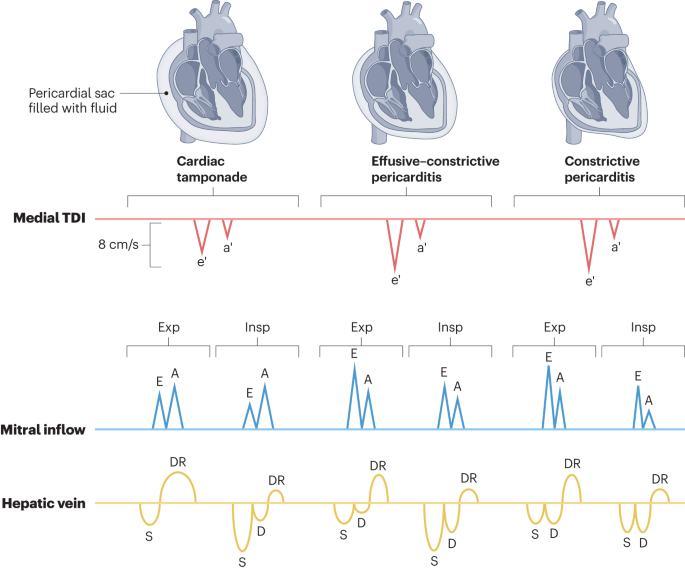 Pericardial sac
filled with fluid
Cardiac
tamponade
Effusive–constrictive
pericarditis
Constrictive
pericarditis
Medial TDI
8 cm/s
e'
a'
e'
a'
e'
a'
Exp
Insp
Exp
Insp
Exp
Insp
E
A
E
A
E
A
E
A
E
A
E
A
Mitral inflow
DR
DR
DR
DR
DR
DR
Hepatic vein
S
S
D
S
D
S
D
S
D
S
D